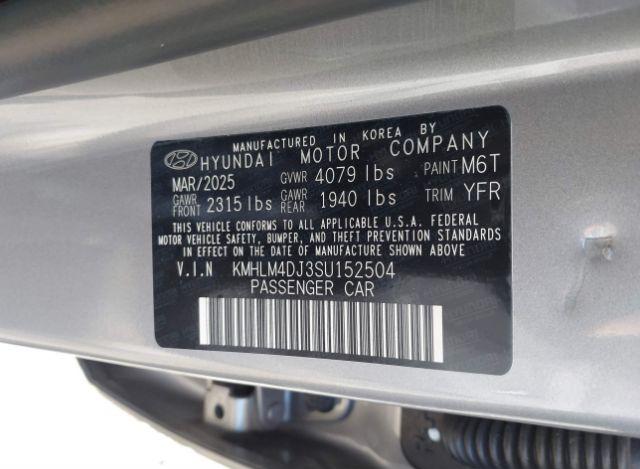 MANUFACTURED IN KOREA BY
HYUNDAI MOTOR COMPANY
MAR/2025 GVWR 4079 lbs PAINT M6T
GAWR FRONT 2315 lbs GAWR REAR 1940 lbs TRIM YFR
THIS VEHICLE CONFORMS TO ALL APPLICABLE U.S.A. FEDERAL
MOTOR VEHICLE SAFETY, BUMPER, AND THEFT PREVENTION STANDARDS
IN EFFECT ON THE DATE OF MANUFACTURE SHOWN ABOVE
V.I.N KMHLM4DJ3SU152504
PASSENGER CAR